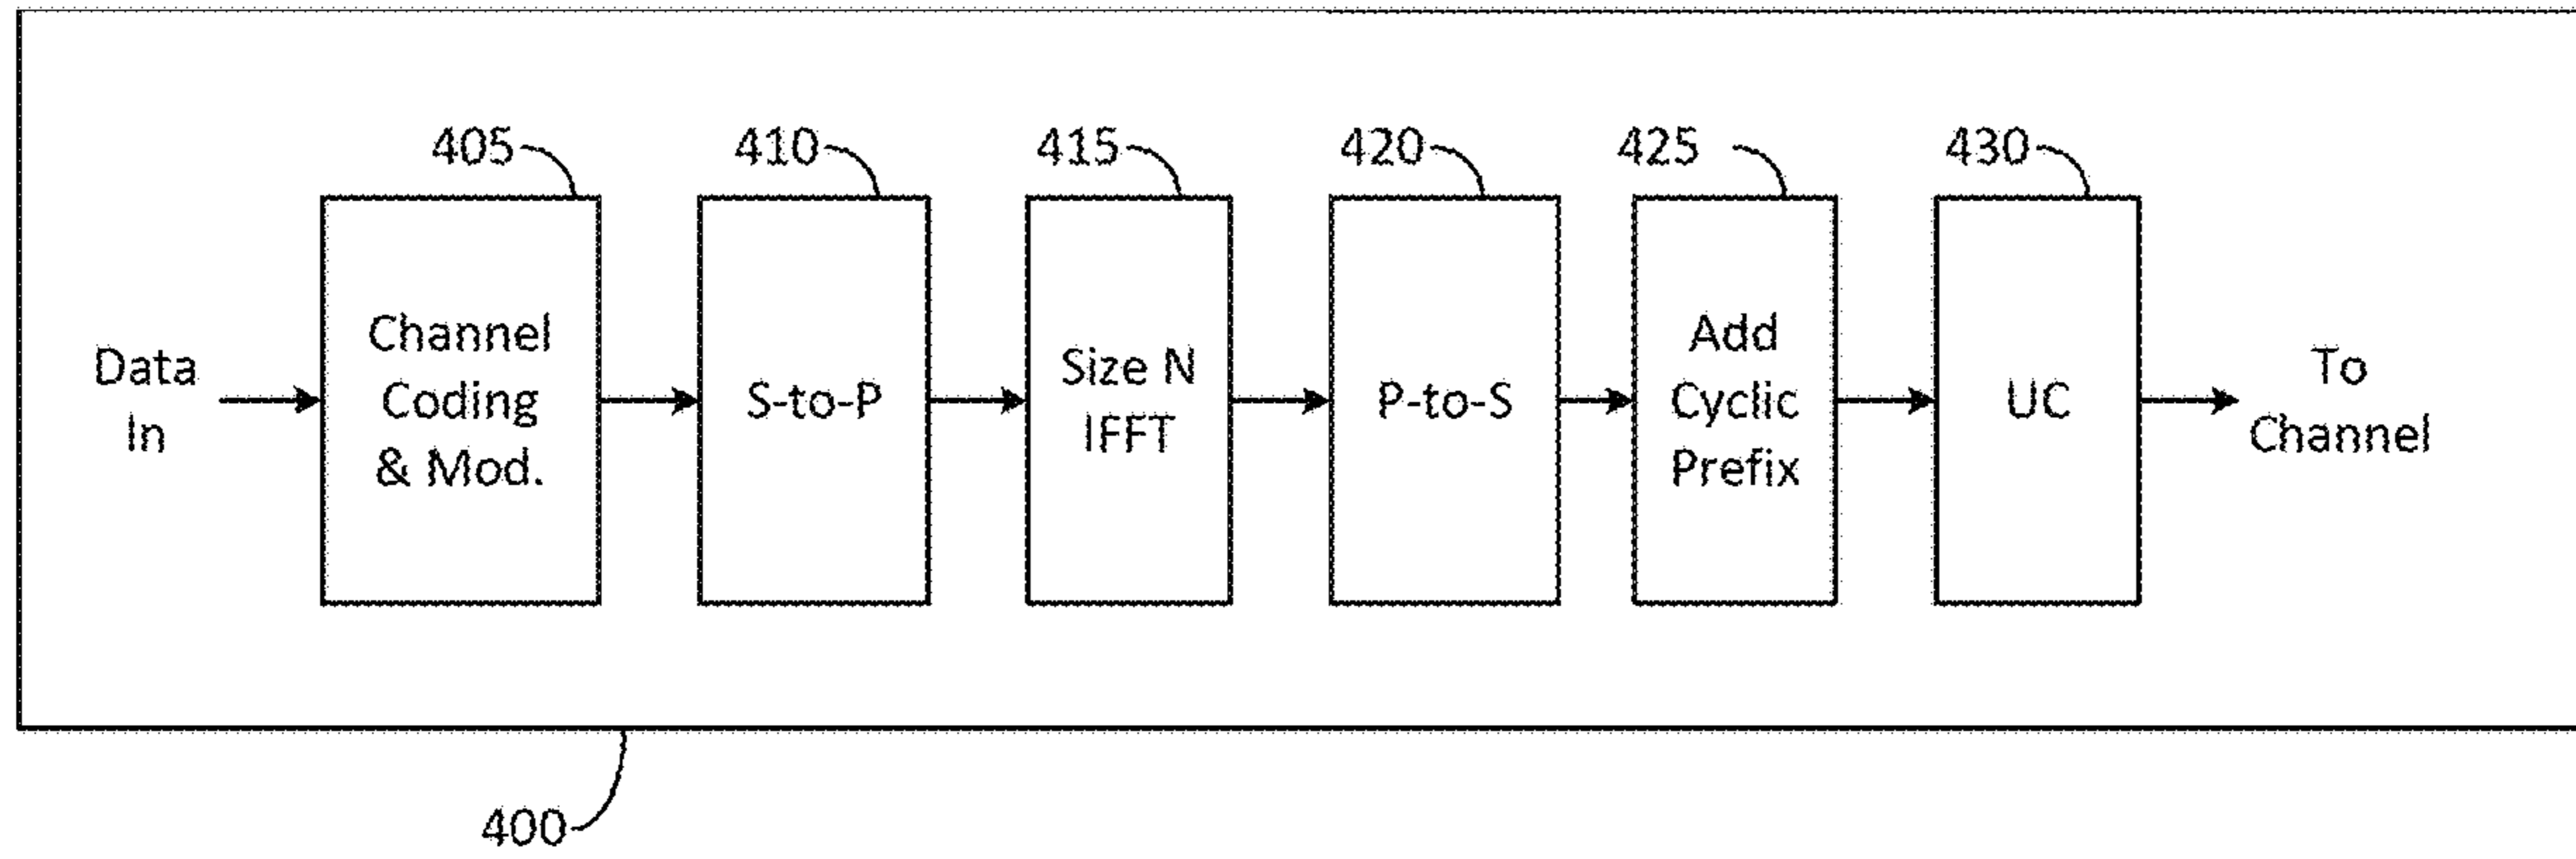 405
410
415
420
425
430
Data
In
Channel
Coding
& Mod.
S-to-P
Size N
IFFT
P-to-S
Add
Cyclic
Prefix
UC
To
Channel
400